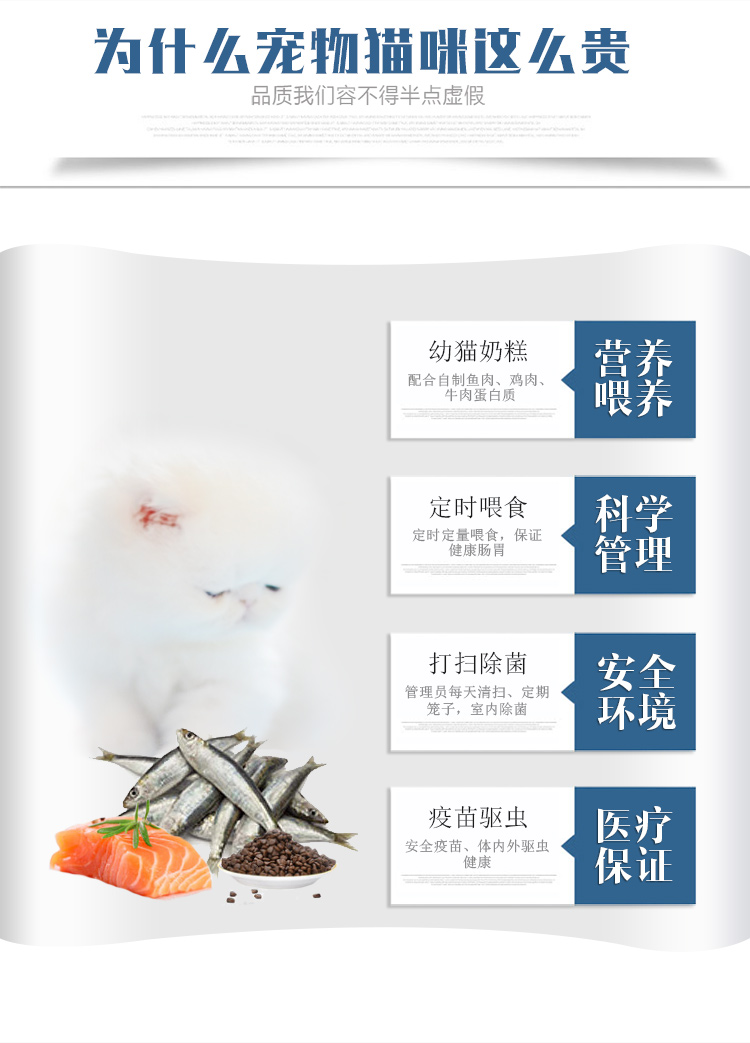 为什么宠物猫咪这么贵
品质我们容不得半点虚假
幼猫奶糕
配合自制鱼肉、鸡肉、
牛肉蛋白质
营养
喂养
定时喂食
定时定量喂食，保证
健康肠胃
科学
管理
打扫除菌
管理员每天清扫、定期
笼子，室内除菌
安全
环境
疫苗驱虫
安全疫苗、体内外驱虫
健康
医疗
保证